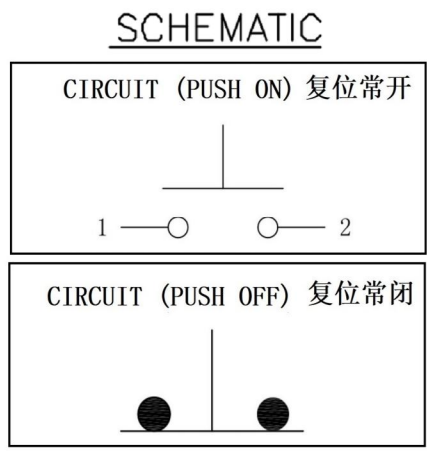 SCHEMATIC
CIRCUIT (PUSH ON) 复位常开
1 2
CIRCUIT (PUSH OFF) 复位常闭